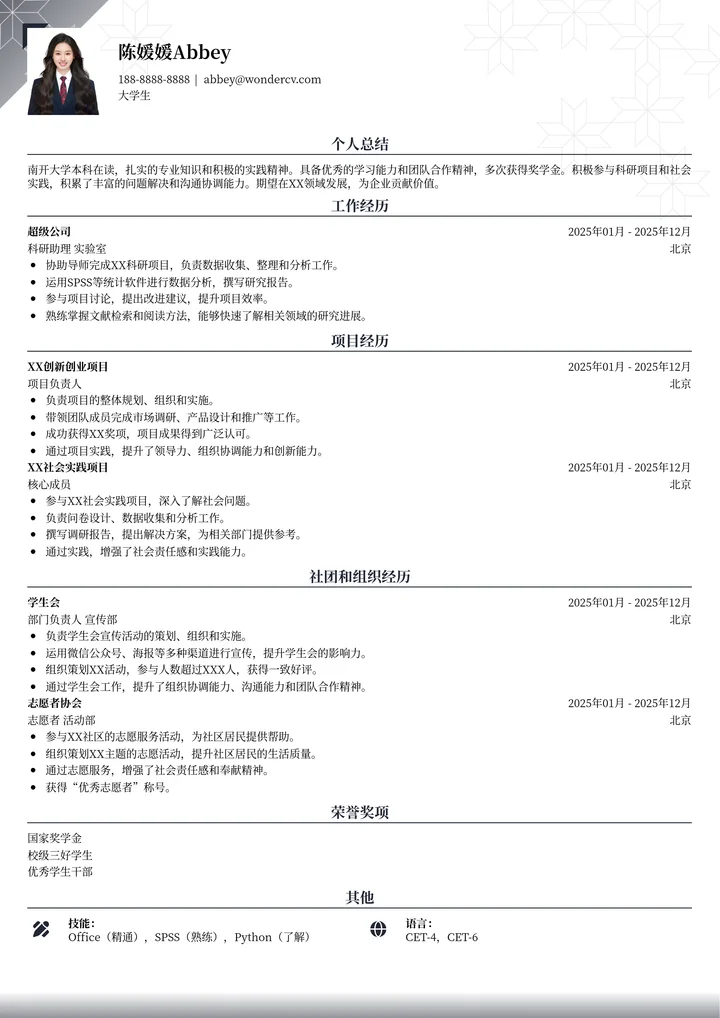 陈媛媛Abbey
188-8888-8888 | abbey@wondercv.com
大学生
个人总结
南开大学本科在读，扎实的专业知识和积极的实践精神。具备优秀的学习能力和团队合作精神，多次获得奖学金。积极参与科研项目和社会
实践，积累了丰富的问题解决和沟通协调能力。期望在XX领域发展，为企业贡献价值。
工作经历
超级公司 2025年01月 - 2025年12月
科研助理 实验室 北京
• 协助导师完成XX科研项目，负责数据收集、整理和分析工作。
• 运用SPSS等统计软件进行数据分析，撰写研究报告。
• 参与项目讨论，提出改进建议，提升项目效率。
• 熟练掌握文献检索和阅读方法，能够快速了解相关领域的研究进展。
项目经历
XX创新创业项目 2025年01月 - 2025年12月
项目负责人 北京
• 负责项目的整体规划、组织和实施。
• 带领团队成员完成市场调研、产品设计和推广等工作。
• 成功获得XX奖项，项目成果得到广泛认可。
• 通过项目实践，提升了领导力、组织协调能力和创新能力。
XX社会实践项目 2025年01月 - 2025年12月
核心成员 北京
• 参与XX社会实践项目，深入了解社会问题。
• 负责问卷设计、数据收集和分析工作。
• 撰写调研报告，提出解决方案，为相关部门提供参考。
• 通过实践，增强了社会责任感和实践能力。
社团和组织经历
学生会 2025年01月 - 2025年12月
部门负责人 宣传部 北京
• 负责学生会宣传活动的策划、组织和实施。
• 运用微信公众号、海报等多种渠道进行宣传，提升学生会的影响力。
• 组织策划XX活动，参与人数超过XXX人，获得一致好评。
• 通过学生会工作，提升了组织协调能力、沟通能力和团队合作精神。
志愿者协会 2025年01月 - 2025年12月
志愿者 活动部 北京
• 参与XX社区的志愿服务活动，为社区居民提供帮助。
• 组织策划XX主题的志愿活动，提升社区居民的生活质量。
• 通过志愿服务，增强了社会责任感和奉献精神。
• 获得“优秀志愿者”称号。
荣誉奖项
国家奖学金
校级三好学生
优秀学生干部
其他
技能： 语言：
Office（精通）, SPSS（熟练）, Python（了解） CET-4，CET-6